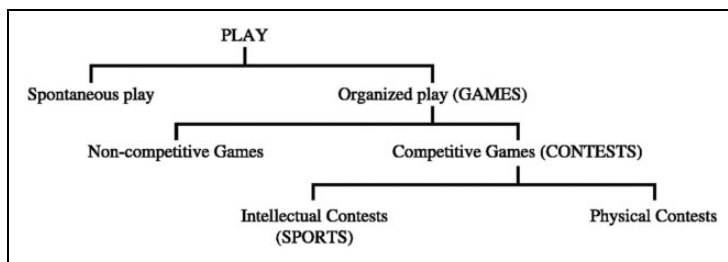 PLAY
Spontaneous play Organized play (GAMES)
Non-competitive Games Competitive Games (CONTESTS)
Intellectual Contests Physical Contests
(SPORTS)